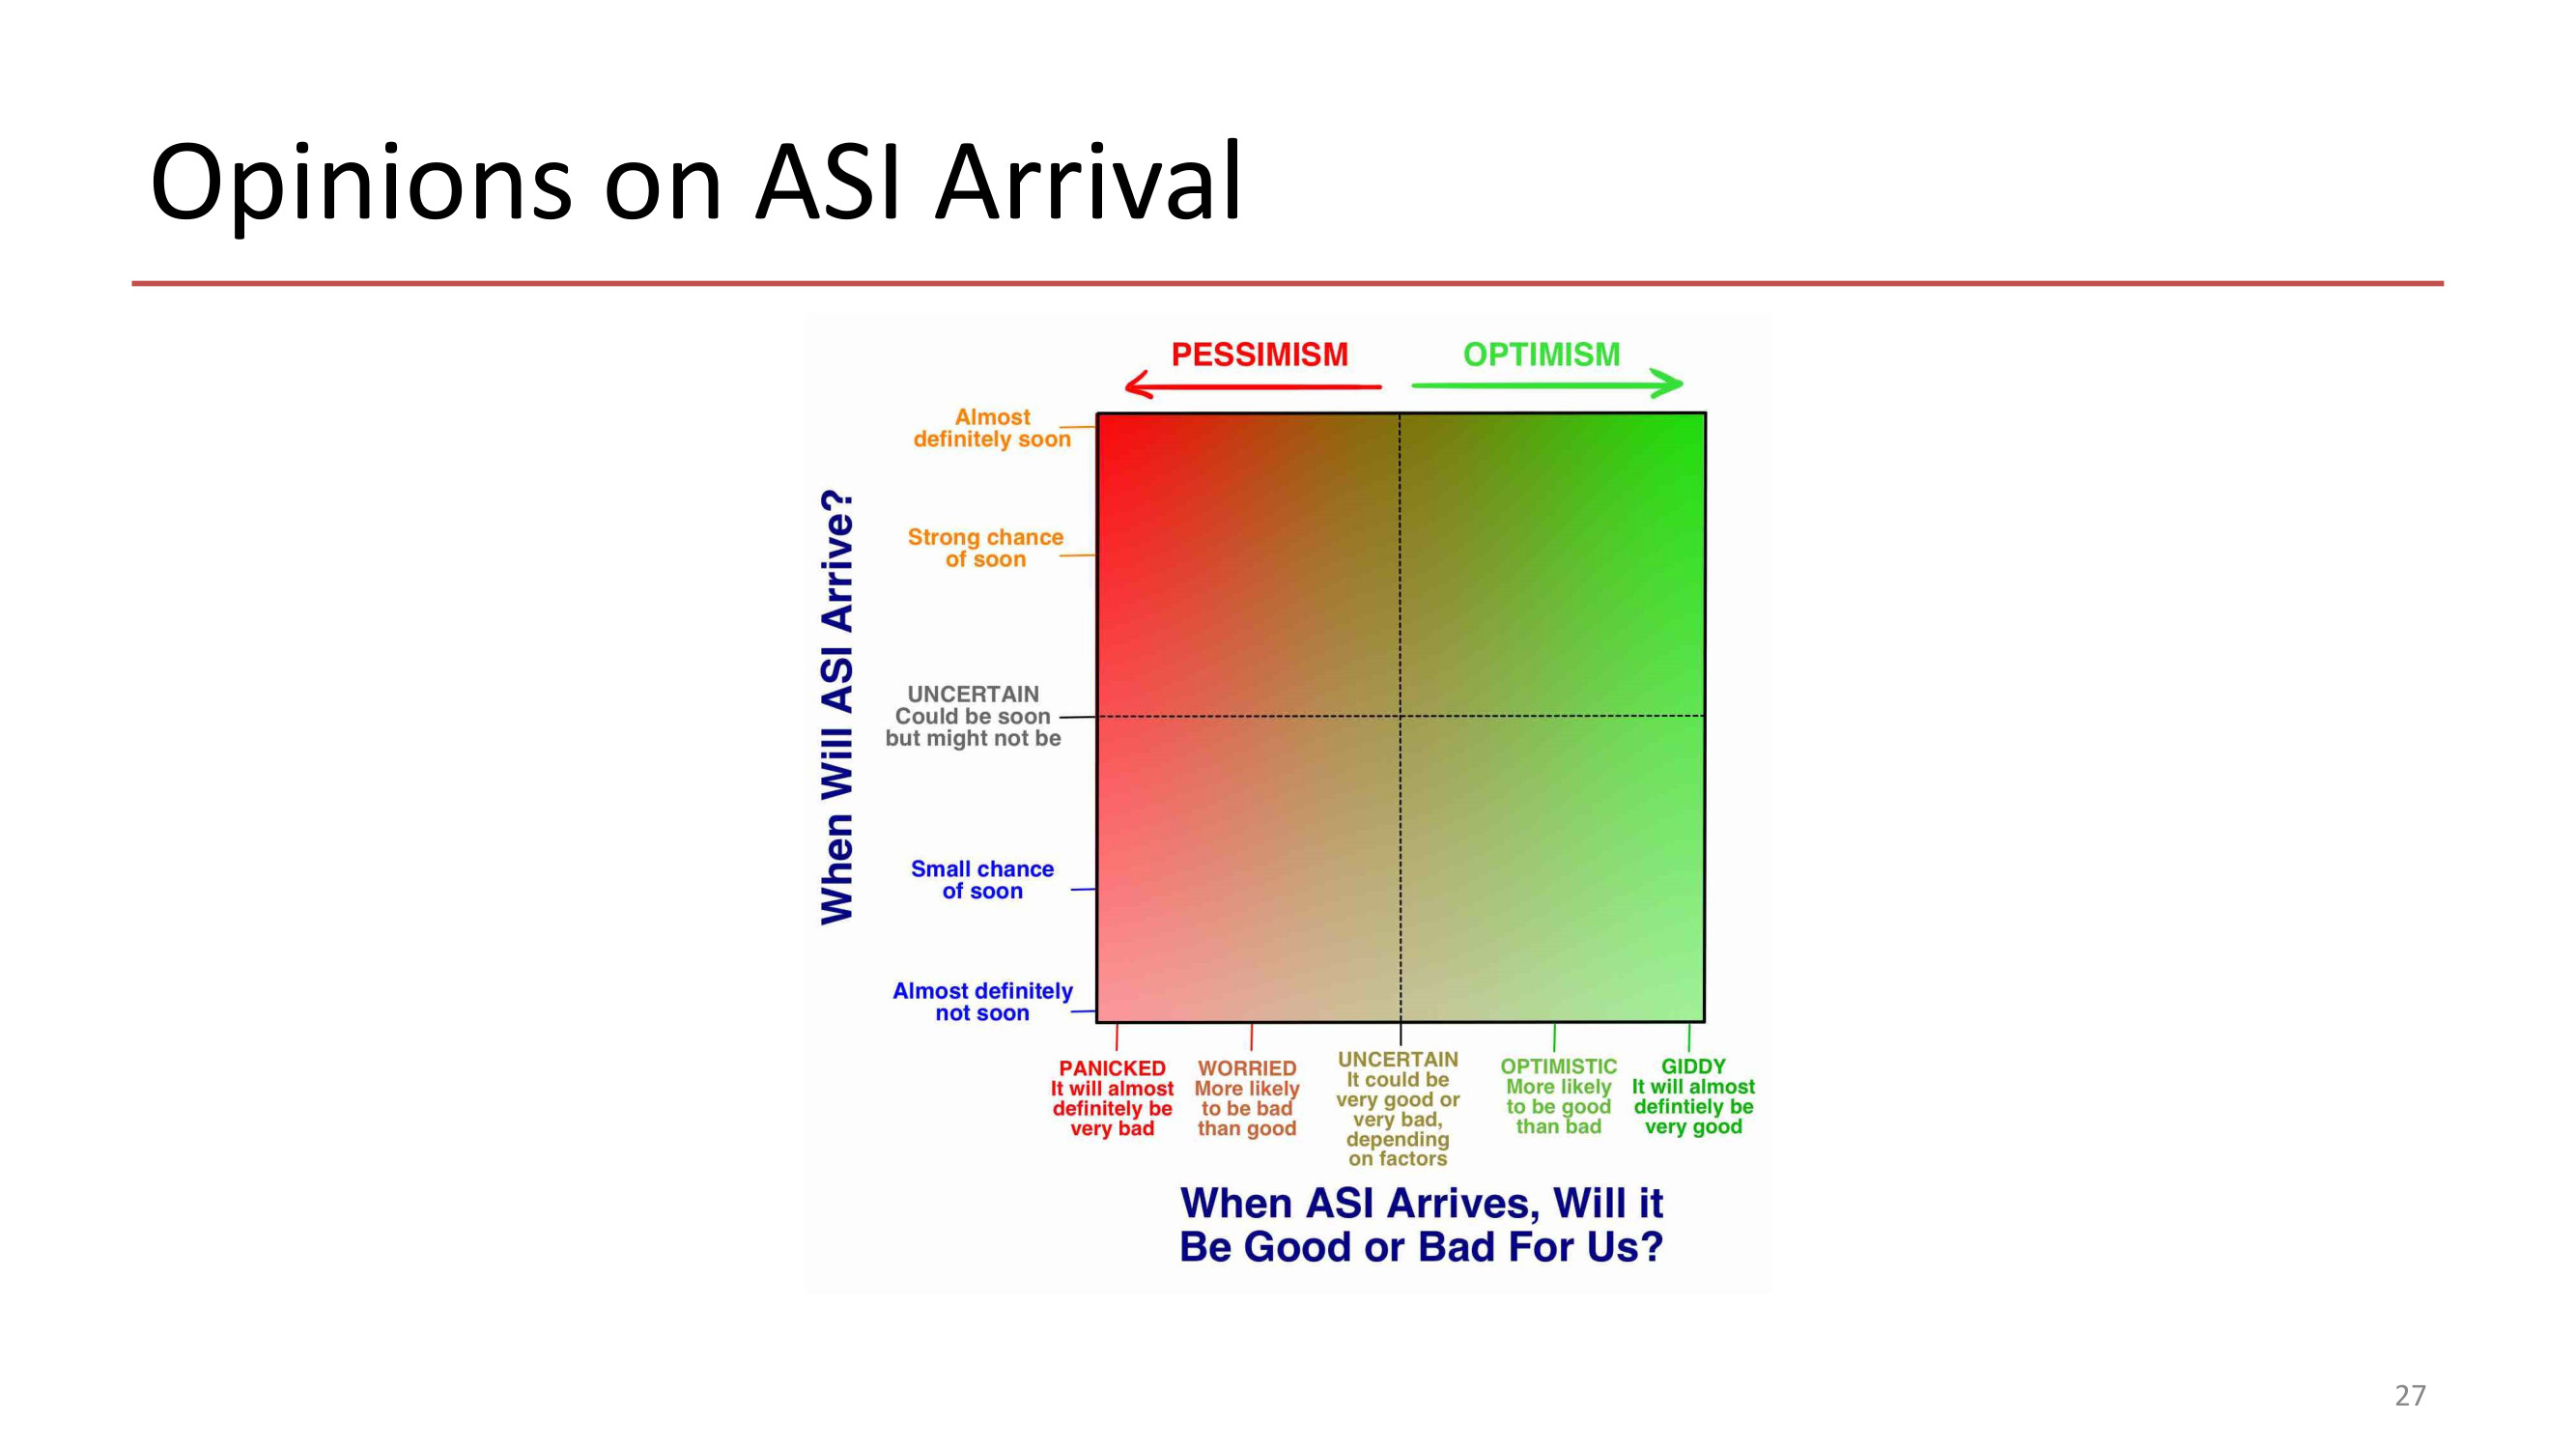 Opinions on ASI Arrival
PESSIMISM
OPTIMISM
When Will ASI Arrive?
Almost
definitely soon
Strong chance
of soon
UNCERTAIN
Could be soon
but might not be
Small chance
of soon
Almost definitely
not soon
PANICKED
It will almost
definitely be
very bad
WORRIED
More likely
to be bad
than good
UNCERTAIN
It could be
very good or
very bad,
depending
on factors
OPTIMISTIC
More likely
to be good
than bad
GIDDY
It will almost
defintiely be
very good
When ASI Arrives, Will it
Be Good or Bad For Us?
27